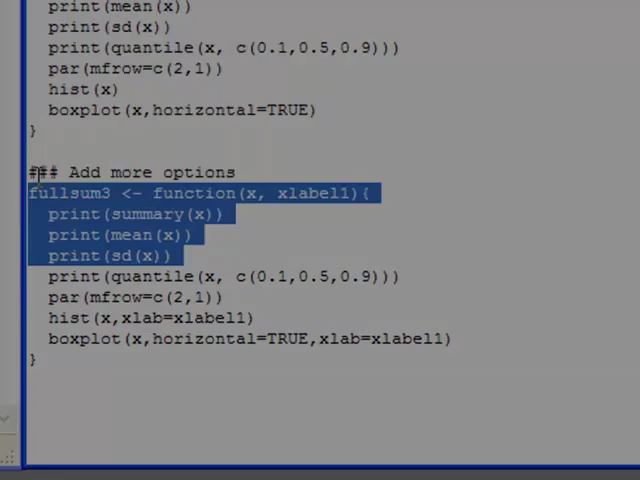 print(mean(x))
print(sd(x))
print(quantile(x, c(0.1,0.5,0.9)))
par(mfrow=c(2,1))
hist(x)
boxplot(x,horizontal=TRUE)
}
### Add more options
fullsum3 <- function(x, xlabel1){
print(summary(x))
print(mean(x))
print(sd(x))
print(quantile(x, c(0.1,0.5,0.9)))
par(mfrow=c(2,1))
hist(x,xlab=xlabel1)
boxplot(x,horizontal=TRUE,xlab=xlabel1)
}